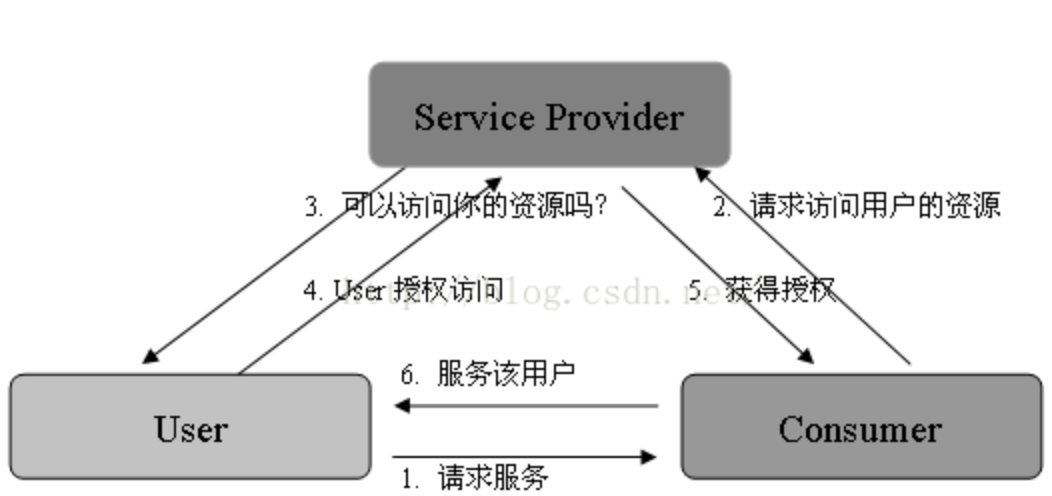 Service Provider
3. 可以访问你的资源吗?
2. 请求访问用户的资源
4. User 授权访问
5. 获得授权
http://blog.csdn.net
6. 服务该用户
User
Consumer
1. 请求服务